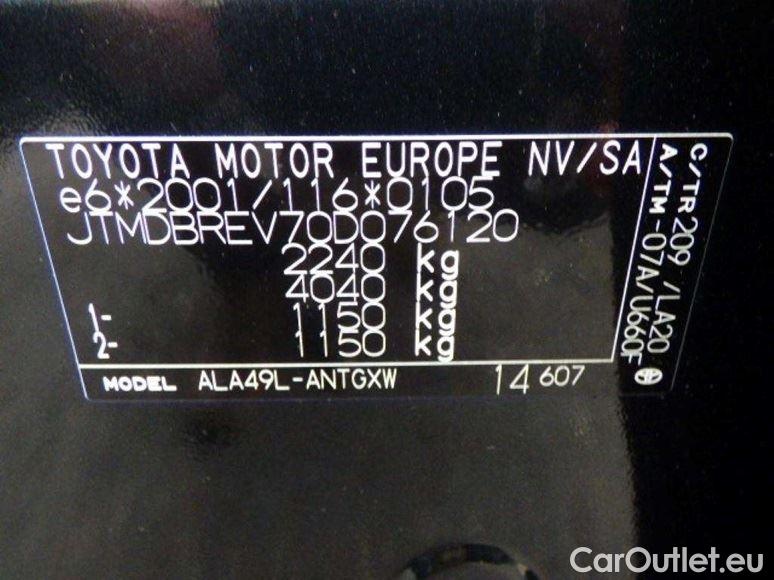 TOYOTA MOTOR EUROPE NV/SA
e6*2001/116*0105
JTMDBREV70D076120
2240 kg
4040 kg
1- 1150 kg
2- 1150 kg
MODEL ALA49L-ANTGXW 14 607
C/TR 209 /LA20
A/TM -07A/U660F
CarOutlet.eu